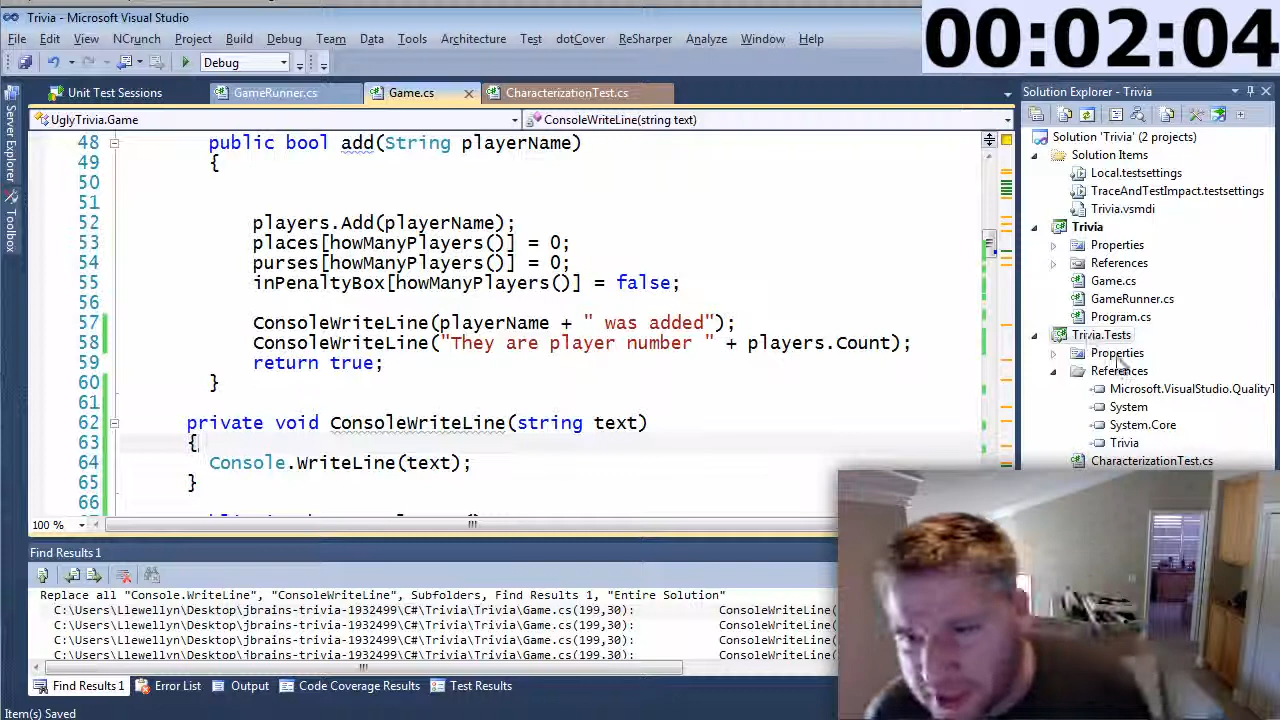 Trivia - Microsoft Visual Studio
00:02:04
File Edit View NCrunch Project Build Debug Team Data Tools Architecture Test dotCover ReSharper Analyze Window Help
Debug
Unit Test Sessions GameRunner.cs Game.cs CharacterizationTest.cs
UglyTrivia.Game ConsoleWriteLine(string text)
Server Explorer
Toolbox
48 public bool add(String playerName)
49 {
50
51
52 players.Add(playerName);
53 places[howManyPlayers()] = 0;
54 purses[howManyPlayers()] = 0;
55 inPenaltyBox[howManyPlayers()] = false;
56
57 ConsoleWriteLine(playerName + " was added");
58 ConsoleWriteLine("They are player number " + players.Count);
59 return true;
60 }
61
62 private void ConsoleWriteLine(string text)
63 {
64 Console.WriteLine(text);
65 }
66
100 %
Solution Explorer - Trivia
Solution 'Trivia' (2 projects)
Solution Items
Local.testsettings
TraceAndTestImpact.testsettings
Trivia.vsmdi
Trivia
Properties
References
Game.cs
GameRunner.cs
Program.cs
Trivia.Tests
Properties
References
Microsoft.VisualStudio.QualityT
System
System.Core
Trivia
CharacterizationTest.cs
Find Results 1
Replace all "Console.WriteLine", "ConsoleWriteLine", Subfolders, Find Results 1, "Entire Solution"
C:\Users\Llewellyn\Desktop\jbrains-trivia-1932499\C#\Trivia\Trivia\Game.cs(199,30): ConsoleWriteLine(
C:\Users\Llewellyn\Desktop\jbrains-trivia-1932499\C#\Trivia\Trivia\Game.cs(199,30): ConsoleWriteLine(
C:\Users\Llewellyn\Desktop\jbrains-trivia-1932499\C#\Trivia\Trivia\Game.cs(199,30): ConsoleWriteLine(
C:\Users\Llewellyn\Desktop\jbrains-trivia-1932499\C#\Trivia\Trivia\Game.cs(199,30): ConsoleWriteLine(
Find Results 1 Error List Output Code Coverage Results Test Results
Item(s) Saved